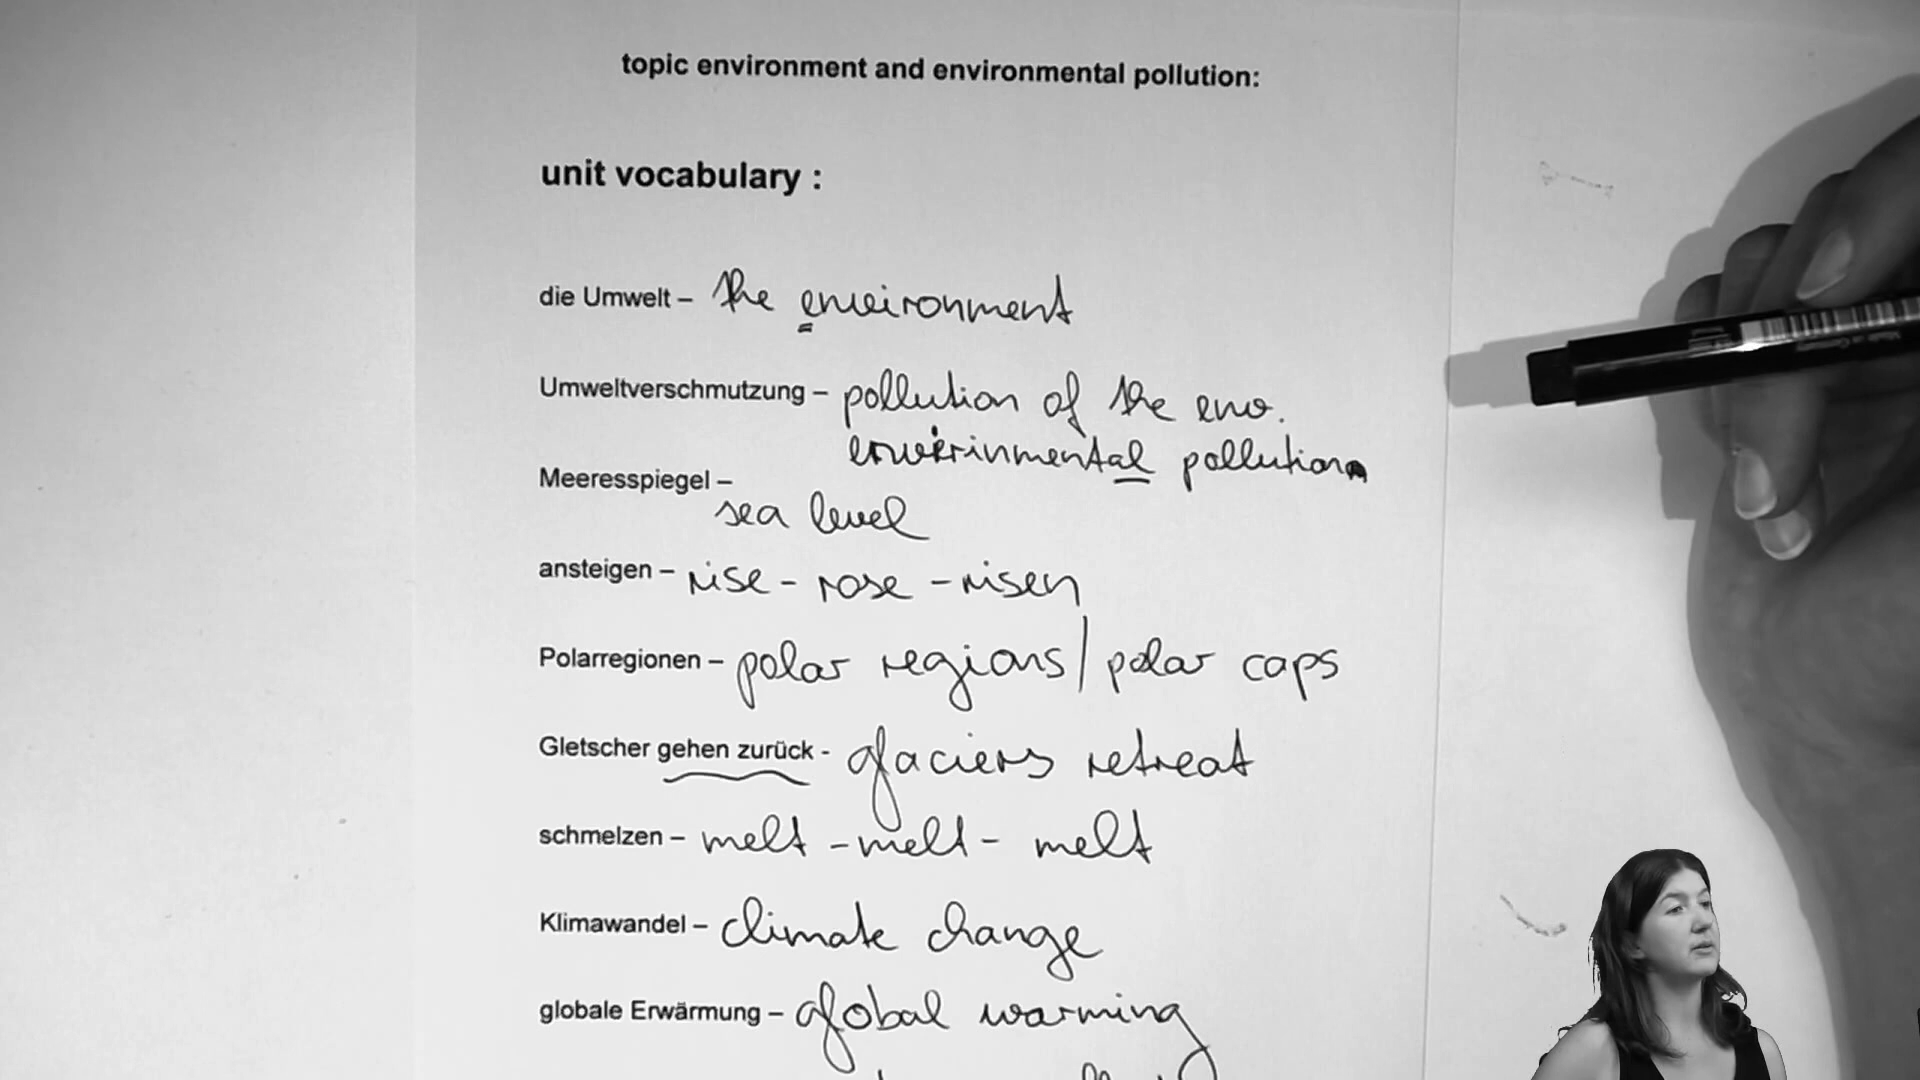 topic environment and environmental pollution:
unit vocabulary :
die Umwelt – the environment
Umweltverschmutzung – pollution of the env.
envirinmental pollution
Meeresspiegel –
sea level
ansteigen – rise - rose - risen
Polarregionen – polar regions / polar caps
Gletscher gehen zurück - glaciers retreat
schmelzen – melt - melt - melt
Klimawandel – climate change
globale Erwärmung – global warming